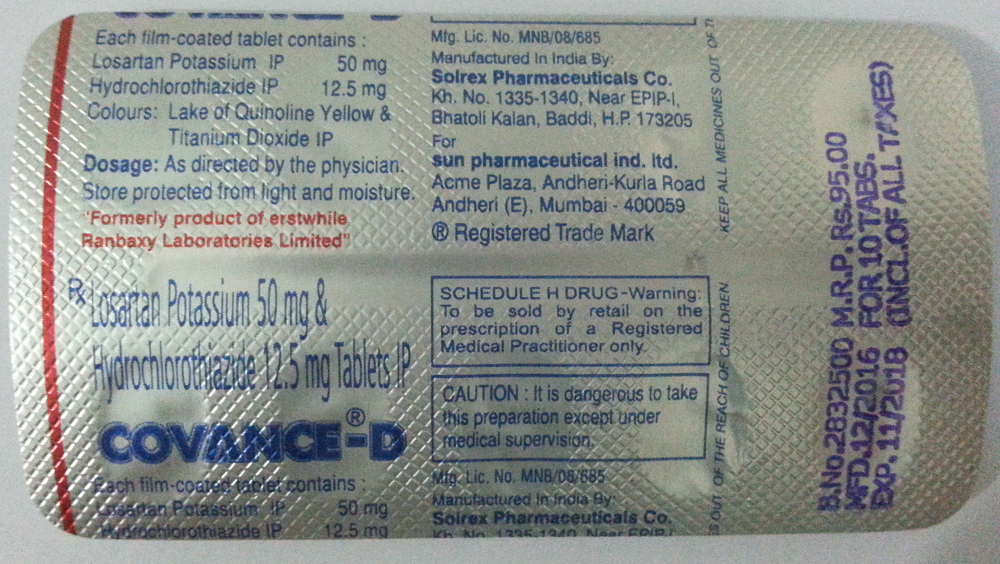 COVANCE-D
Each film-coated tablet contains :
Losartan Potassium IP 50 mg
Hydrochlorothiazide IP 12.5 mg
Colours: Lake of Quinoline Yellow &
Titanium Dioxide IP
Dosage: As directed by the physician.
Store protected from light and moisture.
"Formerly product of erstwhile
Ranbaxy Laboratories Limited"
Rx Losartan Potassium 50 mg &
Hydrochlorothiazide 12.5 mg Tablets IP
COVANCE®-D
Each film-coated tablet contains :
Losartan Potassium IP 50 mg
Hydrochlorothiazide IP 12.5 mg
Mfg. Lic. No. MNB/08/685
Manufactured In India By:
Solrex Pharmaceuticals Co.
Kh. No. 1335-1340, Near EPIP-I,
Bhatoli Kalan, Baddi, H.P. 173205
For
sun pharmaceutical ind. ltd.
Acme Plaza, Andheri-Kurla Road
Andheri (E), Mumbai - 400059
® Registered Trade Mark
SCHEDULE H DRUG -Warning:
To be sold by retail on the
prescription of a Registered
Medical Practitioner only.
CAUTION : It is dangerous to take
this preparation except under
medical supervision.
Mfg. Lic. No. MNB/08/685
Manufactured In India By:
Solrex Pharmaceuticals Co.
Kh. No. 1335-1340, Near EPIP-I
KEEP ALL MEDICINES OUT OF
S OUT OF THE REACH OF CHILDREN.
B.No.2832500 M.R.P. Rs.95.00
MFD.12/2016 FOR 10 TABS.
EXP. 11/2018 (INCL.OF ALL TAXES)